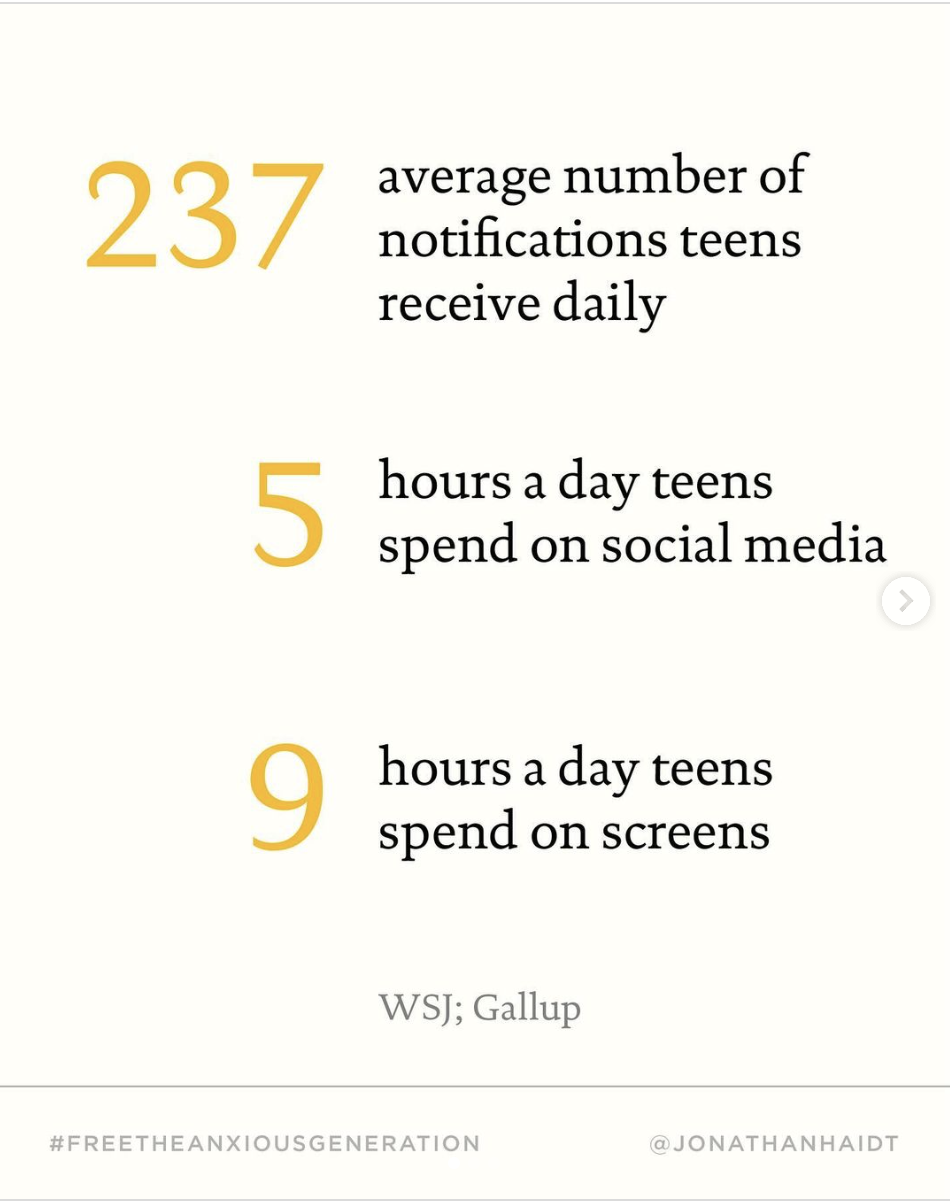 237 average number of
notifications teens
receive daily
5 hours a day teens
spend on social media
9 hours a day teens
spend on screens
WSJ; Gallup
#FREETHEANXIOUSGENERATION @JONATHANHAIDT